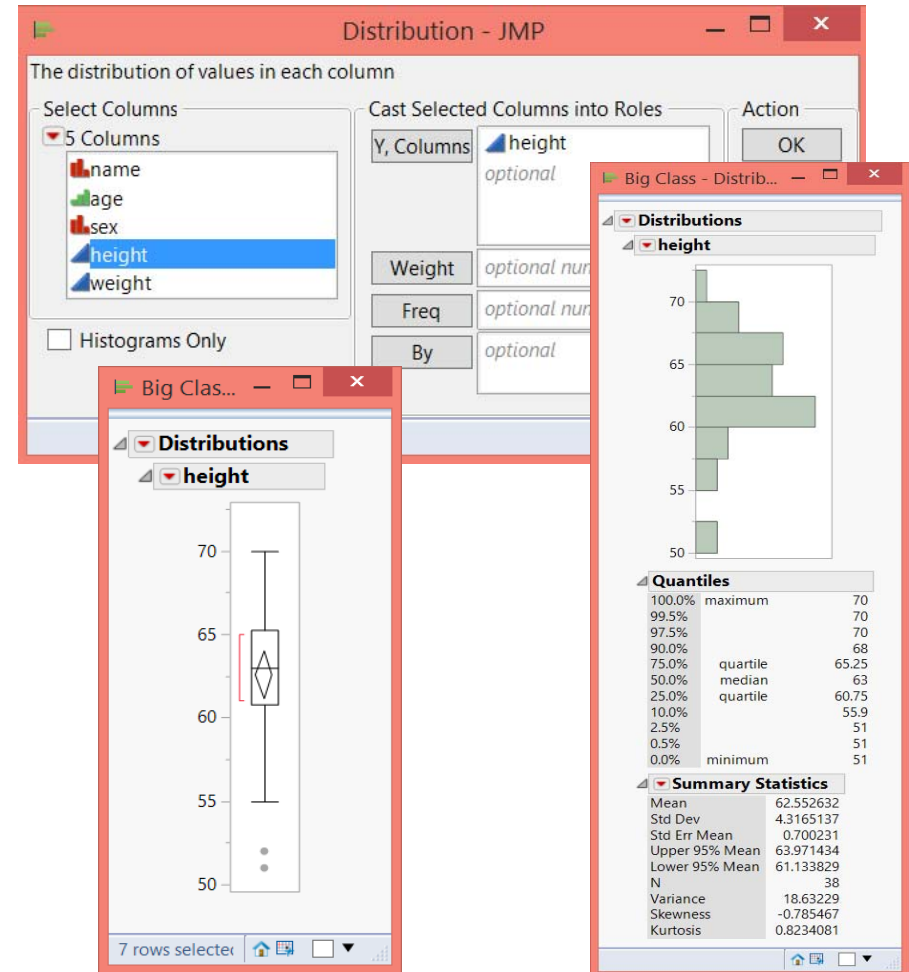 Distribution - JMP
The distribution of values in each column
Select Columns
5 Columns
name
age
sex
height
weight
Histograms Only
Cast Selected Columns into Roles
Y, Columns
height
optional
Weight
optional
Freq
optional
By
optional
Action
OK
Big Clas...
Distributions
height
70
65
60
55
50
7 rows
Big Class - Distrib...
Distributions
height
70
65
60
55
50
Quantiles
100.0% maximum 70
99.5% 70
97.5% 70
90.0% 68
75.0% quartile 65.25
50.0% median 63
25.0% quartile 60.75
10.0% 55.9
2.5% 51
0.5% 51
0.0% minimum 51
Summary Statistics
Mean 62.552632
Std Dev 4.3165137
Std Err Mean 0.700231
Upper 95% Mean 63.971434
Lower 95% Mean 61.133829
N 38
Variance 18.63229
Skewness -0.785467
Kurtosis 0.8234081